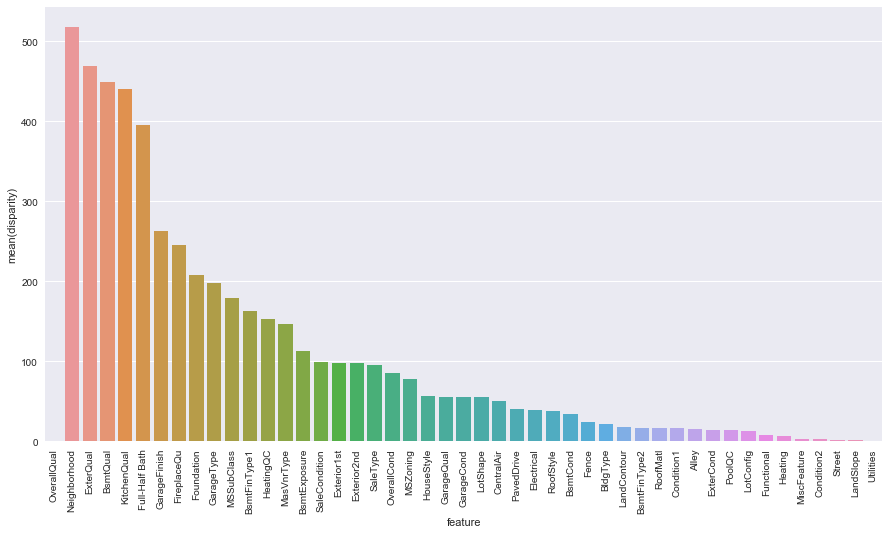 500
400
300
200
100
0
mean(disparity)
OverallQual
Neighborhood
ExterQual
BsmtQual
KitchenQual
Full-Half Bath
GarageFinish
FireplaceQu
Foundation
GarageType
MSSubClass
BsmtFinType1
HeatingQC
MasVnrType
BsmtExposure
SaleCondition
Exterior1st
Exterior2nd
SaleType
OverallCond
MSZoning
HouseStyle
GarageQual
GarageCond
LotShape
CentralAir
PavedDrive
Electrical
RoofStyle
BsmtCond
Fence
BldgType
LandContour
BsmtFinType2
RoofMatl
Condition1
Alley
ExterCond
PoolQC
LotConfig
Functional
Heating
MiscFeature
Condition2
Street
LandSlope
Utilities
feature